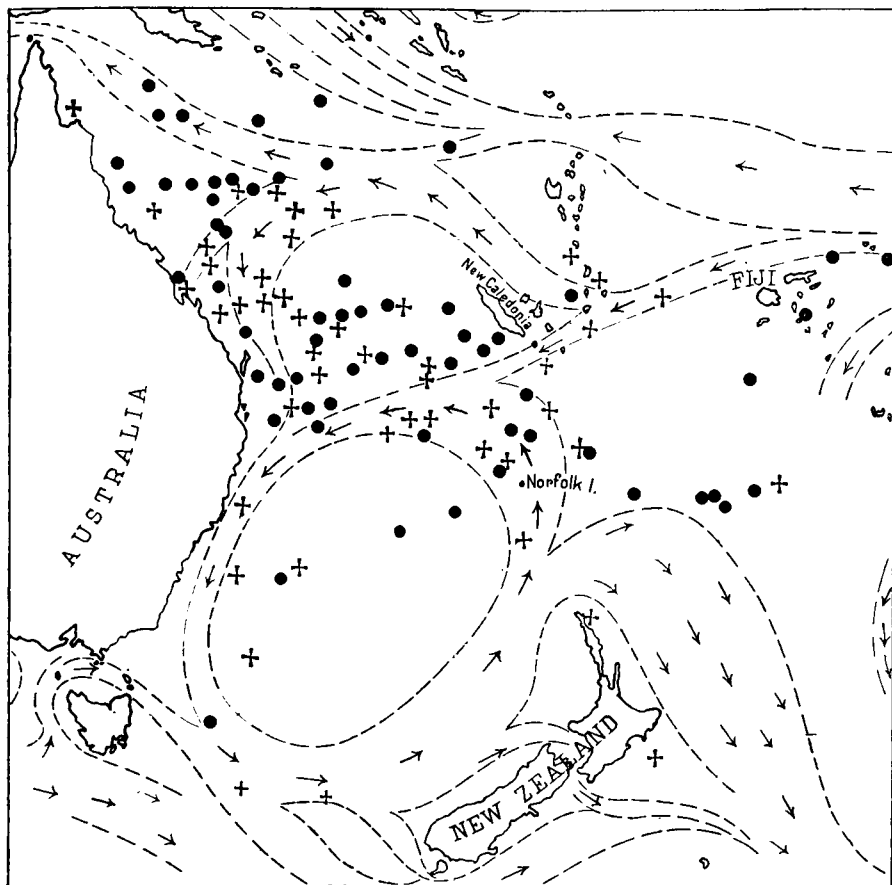 FIJI
New Caledonia
AUSTRALIA
Norfolk I.
NEW ZEALAND